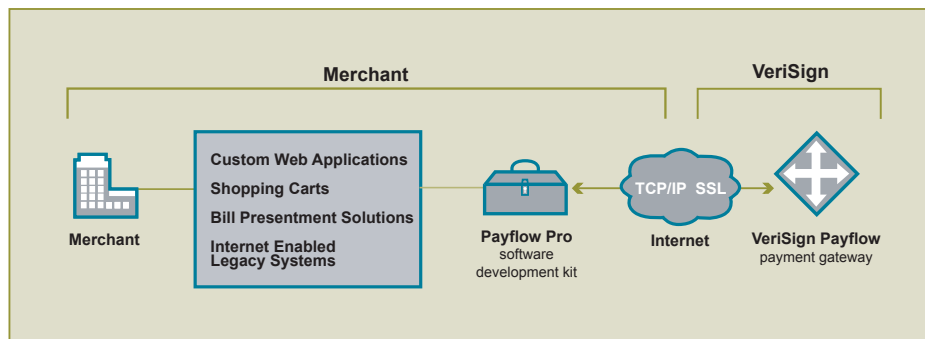 Merchant
VeriSign
Custom Web Applications
Shopping Carts
Bill Presentment Solutions
Internet Enabled
Legacy Systems
TCP/IP SSL
Merchant
Payflow Pro
software
development kit
Internet
VeriSign Payflow
payment gateway